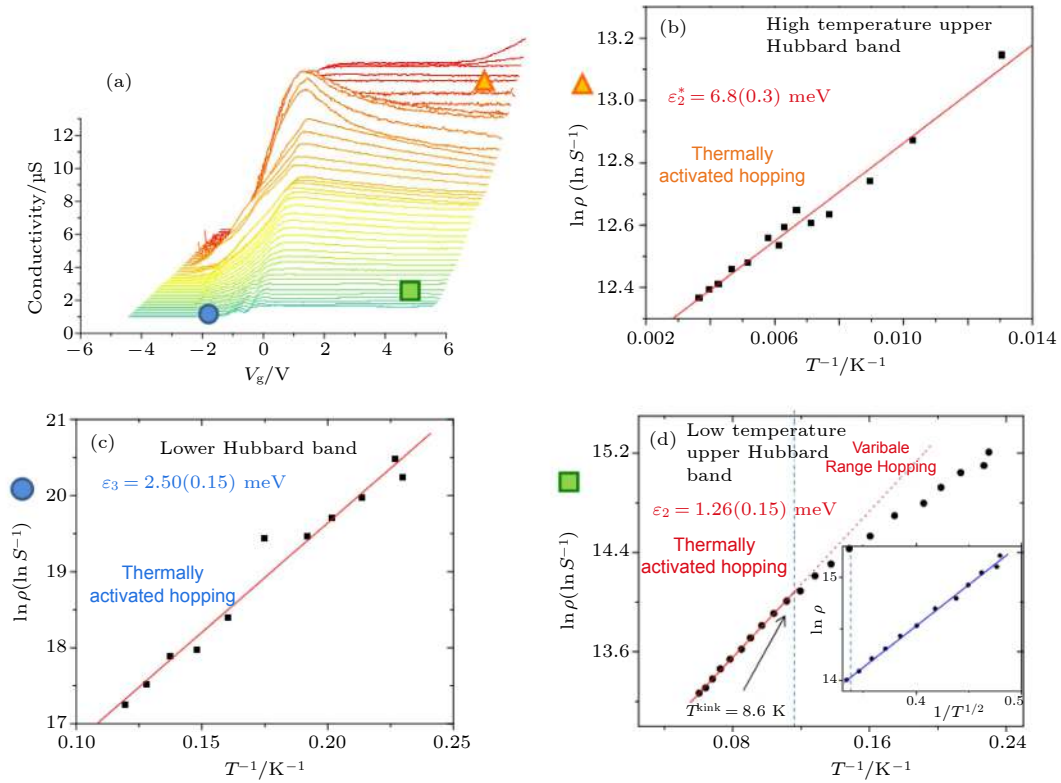 (a)
Conductivity/μS
12
10
8
6
4
2
0
−6
−4
−2
0
2
4
6
V_g/V
(b)
High temperature upper
Hubbard band
ε₂* = 6.8(0.3) meV
Thermally
activated hopping
ln ρ (ln S⁻¹)
13.2
13.0
12.8
12.6
12.4
0.002
0.006
0.010
0.014
T⁻¹/K⁻¹
(c)
Lower Hubbard band
ε₃ = 2.50(0.15) meV
Thermally
activated hopping
ln ρ(ln S⁻¹)
21
20
19
18
17
0.10
0.15
0.20
0.25
T⁻¹/K⁻¹
(d)
Low temperature
upper Hubbard
band
Varibale
Range Hopping
ε₂ = 1.26(0.15) meV
Thermally
activated hopping
ln ρ(ln S⁻¹)
15.2
14.4
13.6
T^kink = 8.6 K
ln ρ
15
14
0.4
0.5
1/T^1/2
0.08
0.16
0.24
T⁻¹/K⁻¹